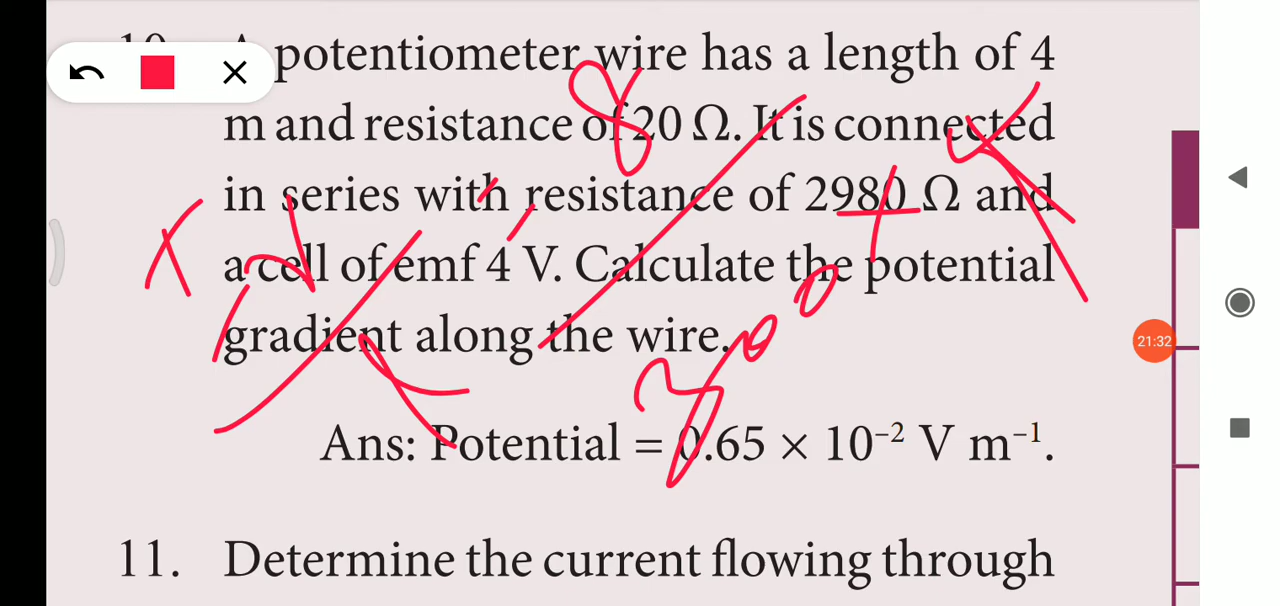 potentiometer wire has a length of 4
m and resistance of 20 Ω. It is connected
in series with resistance of 2980 Ω and
a cell of emf 4 V. Calculate the potential
gradient along the wire.
3000
8
Ans: Potential = 0.65 × 10⁻² V m⁻¹.
11. Determine the current flowing through
21:32